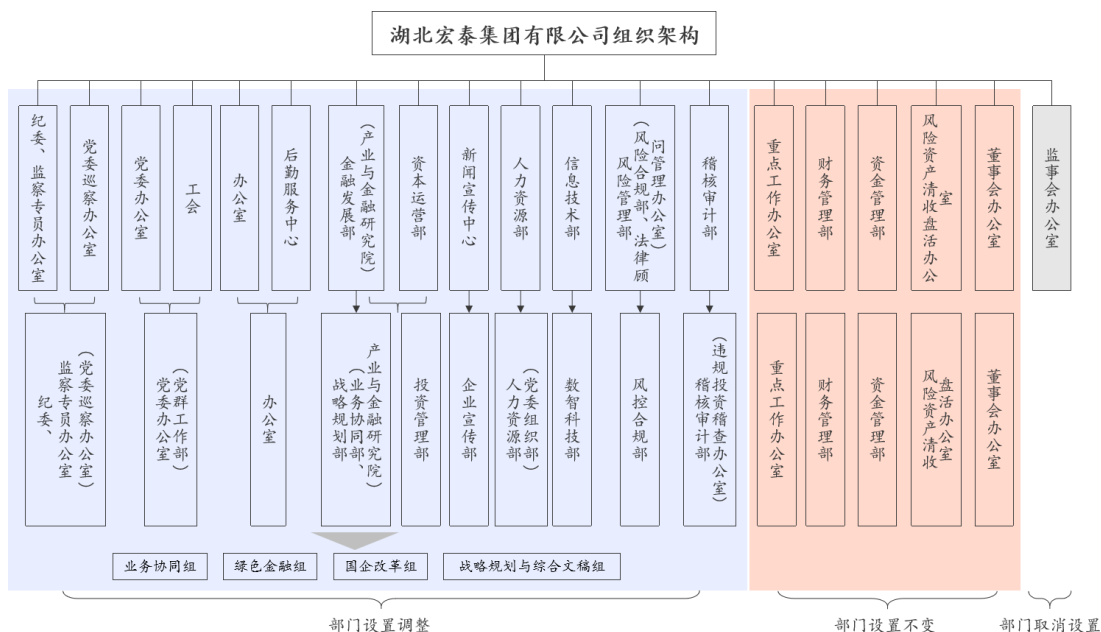 湖北宏泰集团有限公司组织架构
纪委、监察专员办公室
党委巡察办公室
党委办公室
工会
办公室
后勤服务中心
（产业与金融研究院）
金融发展部
资本运营部
新闻宣传中心
人力资源部
信息技术部
问管理办公室）
（风险合规部、法律顾
风险管理部
稽核审计部
重点工作办公室
财务管理部
资金管理部
室
风险资产清收盘活办公
董事会办公室
监事会办公室
（党委巡察办公室）
监察专员办公室
纪委、
（党群工作部）
党委办公室
办公室
产业与金融研究院）
（业务协同部、
战略规划部
投资管理部
企业宣传部
（党委组织部）
人力资源部
数智科技部
风控合规部
（违规投资稽查办公室）
稽核审计部
重点工作办公室
财务管理部
资金管理部
盘活办公室
风险资产清收
董事会办公室
业务协同组
绿色金融组
国企改革组
战略规划与综合文稿组
部门设置调整
部门设置不变
部门取消设置